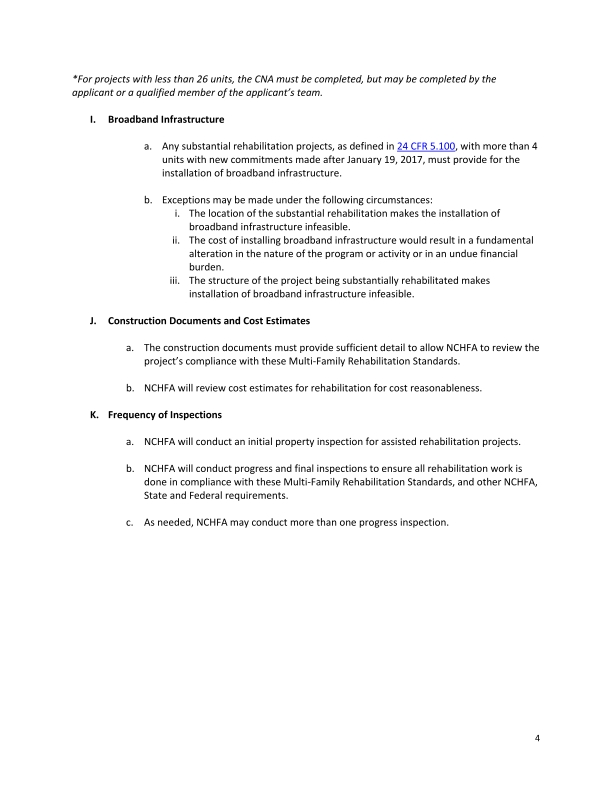 *For projects with less than 26 units, the CNA must be completed, but may be completed by the
applicant or a qualified member of the applicant's team.
I. Broadband Infrastructure
a. Any substantial rehabilitation projects, as defined in 24 CFR 5.100, with more than 4
units with new commitments made after January 19, 2017, must provide for the
installation of broadband infrastructure.
b. Exceptions may be made under the following circumstances:
i. The location of the substantial rehabilitation makes the installation of
broadband infrastructure infeasible.
ii. The cost of installing broadband infrastructure would result in a fundamental
alteration in the nature of the program or activity or in an undue financial
burden.
iii. The structure of the project being substantially rehabilitated makes
installation of broadband infrastructure infeasible.
J. Construction Documents and Cost Estimates
a. The construction documents must provide sufficient detail to allow NCHFA to review the
project's compliance with these Multi-Family Rehabilitation Standards.
b. NCHFA will review cost estimates for rehabilitation for cost reasonableness.
K. Frequency of Inspections
a. NCHFA will conduct an initial property inspection for assisted rehabilitation projects.
b. NCHFA will conduct progress and final inspections to ensure all rehabilitation work is
done in compliance with these Multi-Family Rehabilitation Standards, and other NCHFA,
State and Federal requirements.
c. As needed, NCHFA may conduct more than one progress inspection.
4